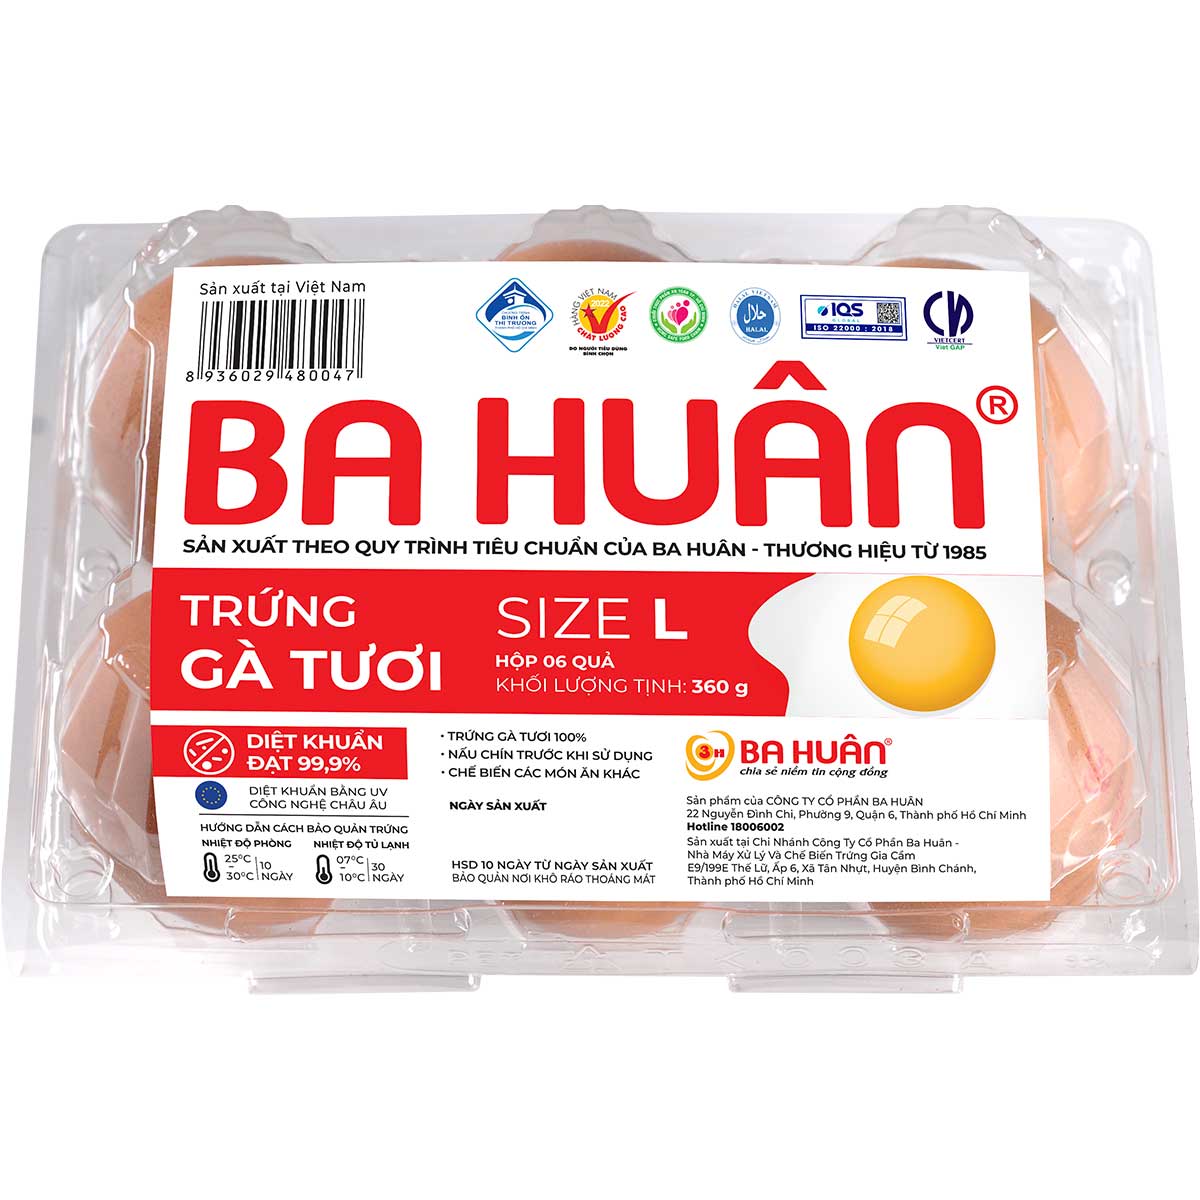 Sản xuất tại Việt Nam
8 936029 480047
CHƯƠNG TRÌNH
BÌNH ỔN
THỊ TRƯỜNG
HÀNG VIỆT NAM
2022
CHẤT LƯỢNG CAO
DO NGƯỜI TIÊU DÙNG
BÌNH CHỌN
HALAL
IQS
GLOBAL
ISO 22000 : 2018
VIETCERT
Viet GAP
BA HUÂN®
SẢN XUẤT THEO QUY TRÌNH TIÊU CHUẨN CỦA BA HUÂN - THƯƠNG HIỆU TỪ 1985
TRỨNG
GÀ TƯƠI
SIZE L
HỘP 06 QUẢ
KHỐI LƯỢNG TỊNH: 360 g
DIỆT KHUẨN
ĐẠT 99,9%
DIỆT KHUẨN BẰNG UV
CÔNG NGHỆ CHÂU ÂU
HƯỚNG DẪN CÁCH BẢO QUẢN TRỨNG
NHIỆT ĐỘ PHÒNG
25°C – 30°C
10 NGÀY
NHIỆT ĐỘ TỦ LẠNH
07°C – 10°C
30 NGÀY
• TRỨNG GÀ TƯƠI 100%
• NẤU CHÍN TRƯỚC KHI SỬ DỤNG
• CHẾ BIẾN CÁC MÓN ĂN KHÁC
NGÀY SẢN XUẤT
HSD 10 NGÀY TỪ NGÀY SẢN XUẤT
BẢO QUẢN NƠI KHÔ RÁO THOÁNG MÁT
3H
BA HUÂN®
chia sẻ niềm tin cộng đồng
Sản phẩm của CÔNG TY CỔ PHẦN BA HUÂN
22 Nguyễn Đình Chi, Phường 9, Quận 6, Thành phố Hồ Chí Minh
Hotline 18006002
Sản xuất tại Chi Nhánh Công Ty Cổ Phần Ba Huân -
Nhà Máy Xử Lý Và Chế Biến Trứng Gia Cầm
E9/199E Thế Lữ, Ấp 6, Xã Tân Nhựt, Huyện Bình Chánh,
Thành phố Hồ Chí Minh